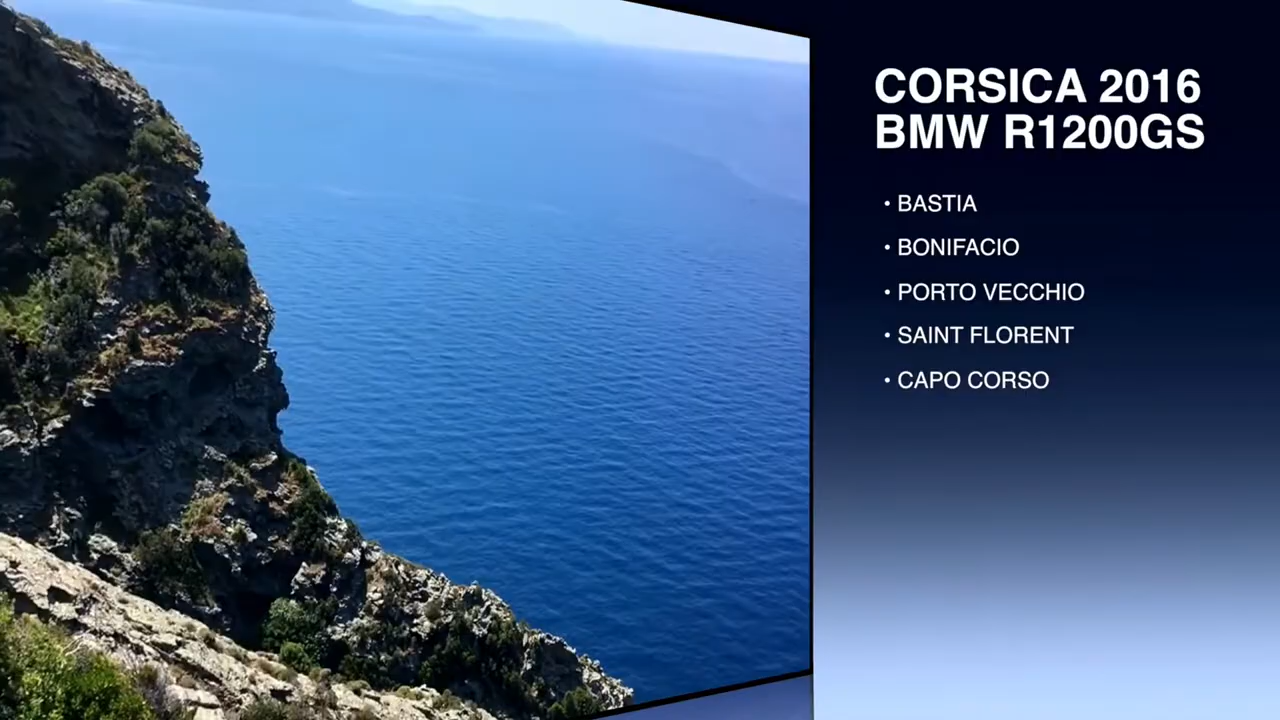 CORSICA 2016
BMW R1200GS
• BASTIA
• BONIFACIO
• PORTO VECCHIO
• SAINT FLORENT
• CAPO CORSO